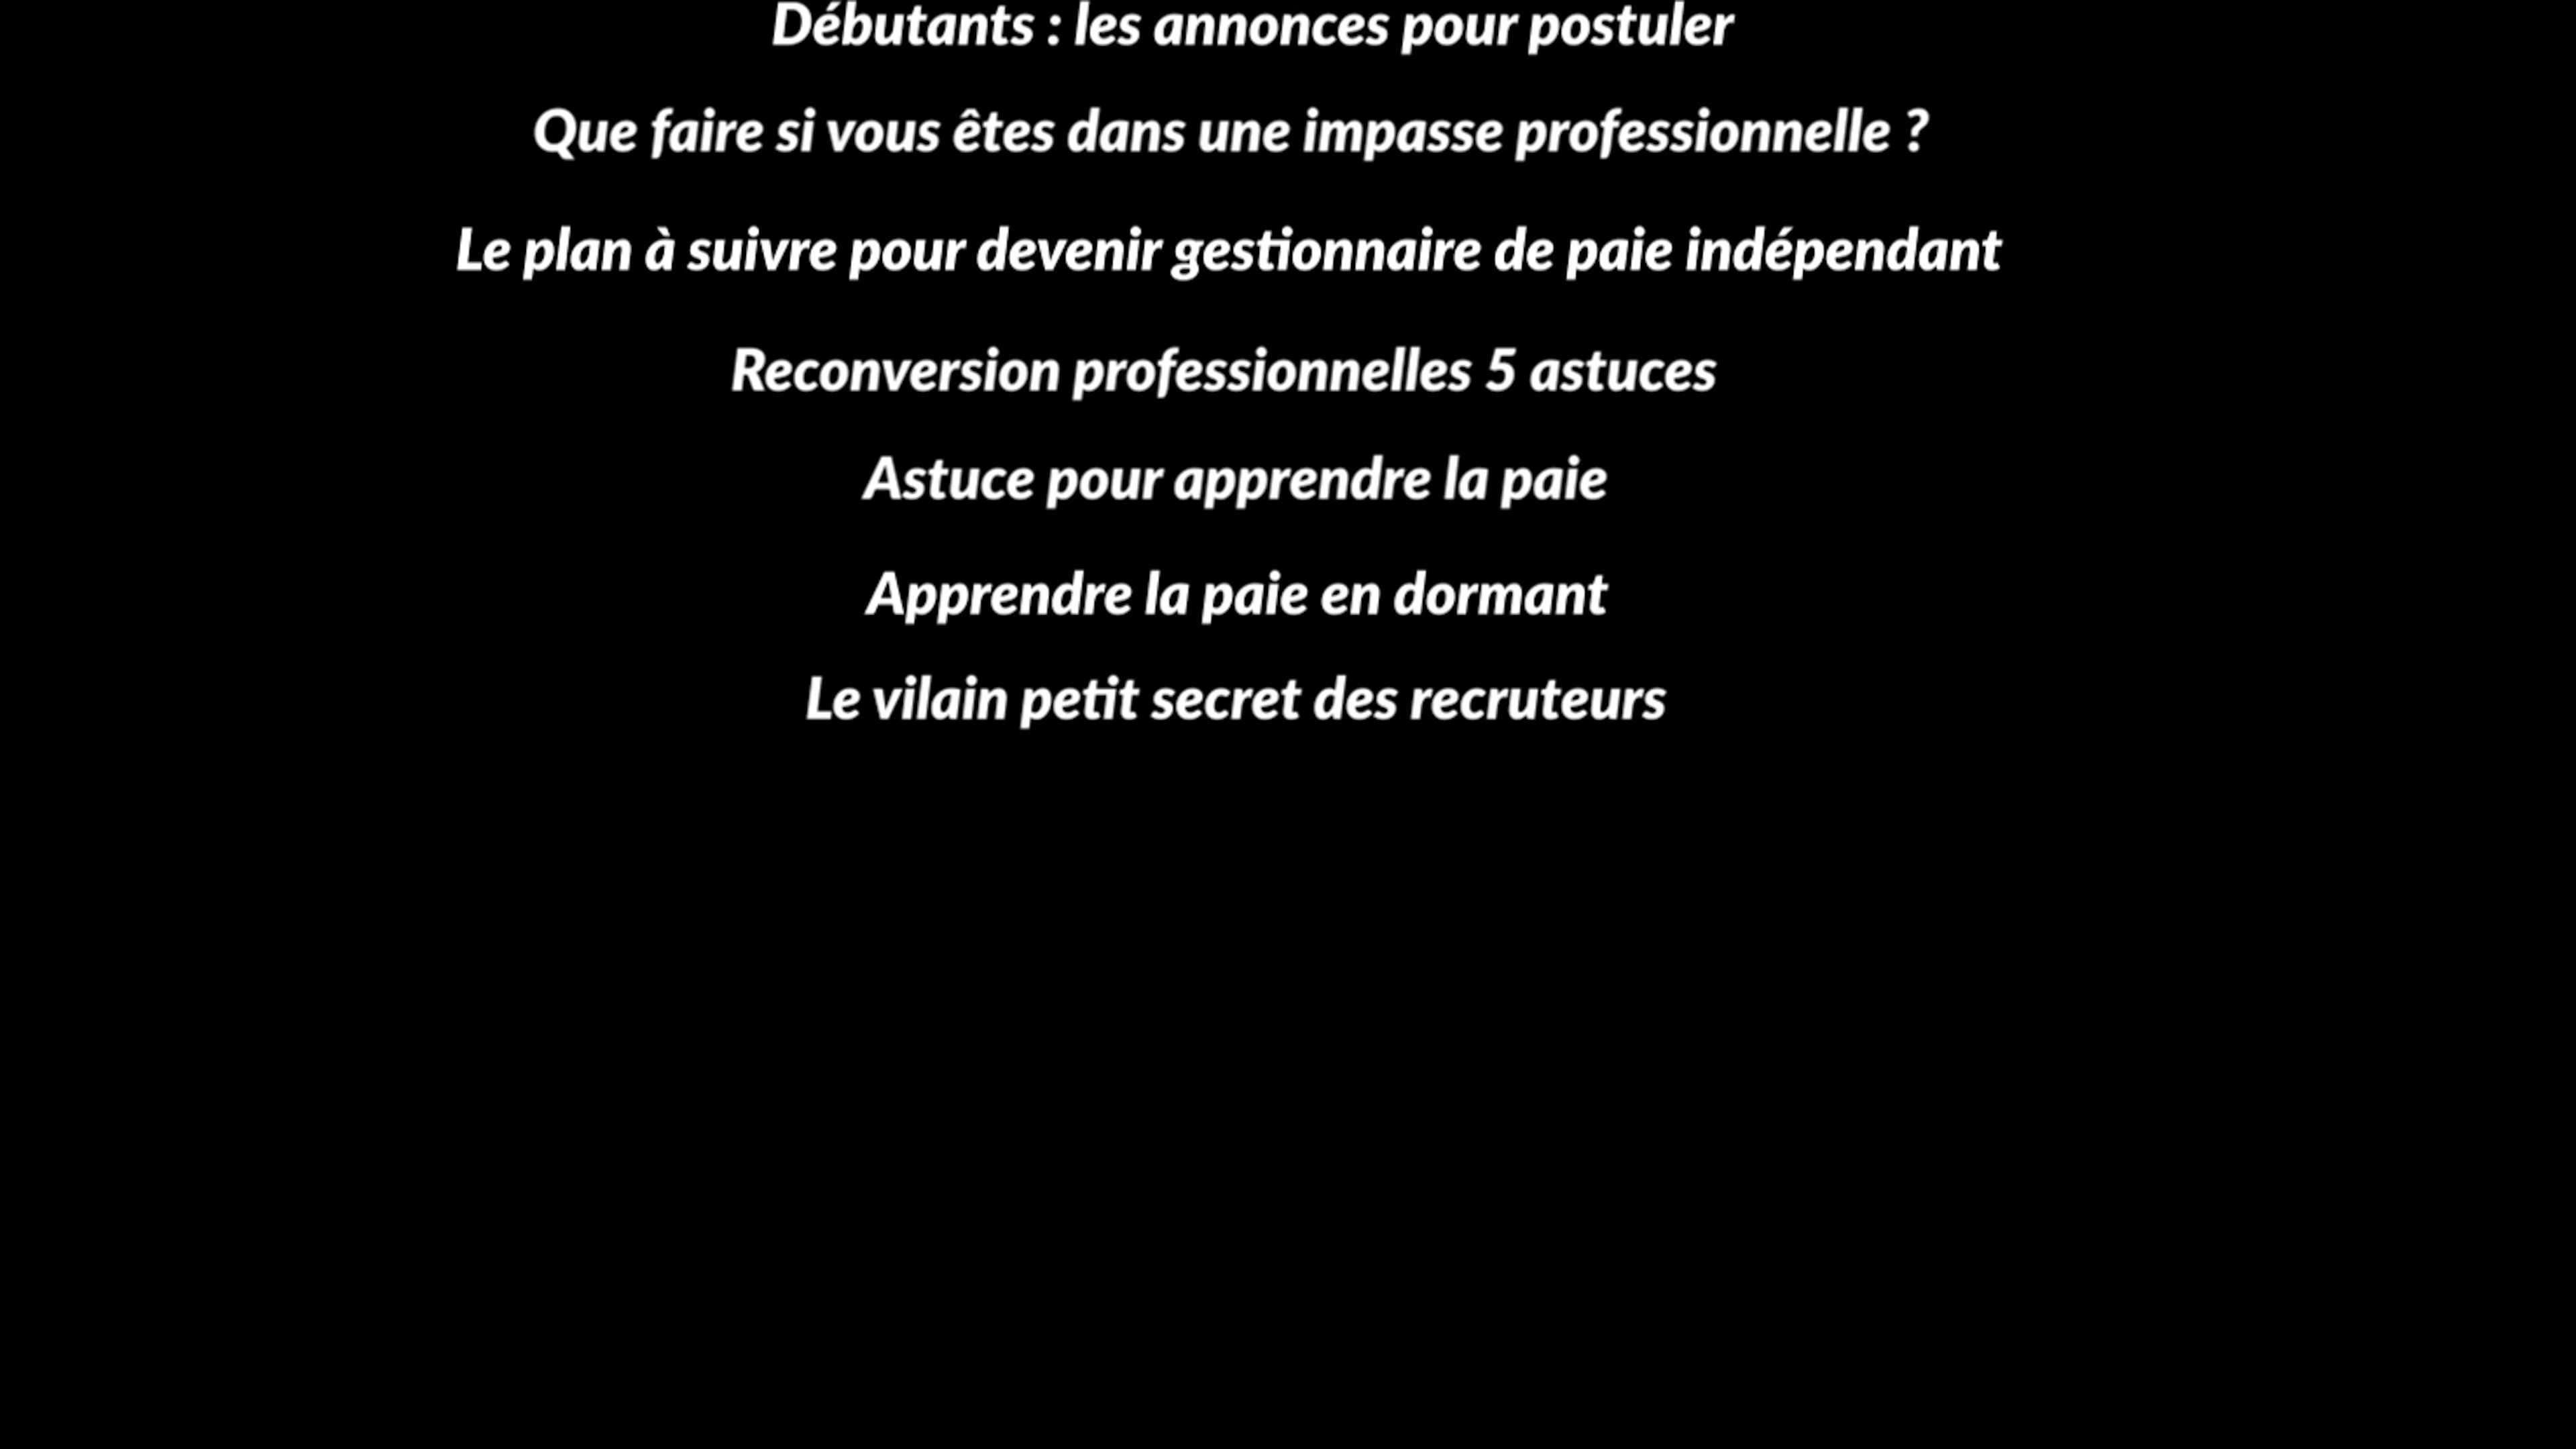 Débutants : les annonces pour postuler
Que faire si vous êtes dans une impasse professionnelle ?
Le plan à suivre pour devenir gestionnaire de paie indépendant
Reconversion professionnelles 5 astuces
Astuce pour apprendre la paie
Apprendre la paie en dormant
Le vilain petit secret des recruteurs